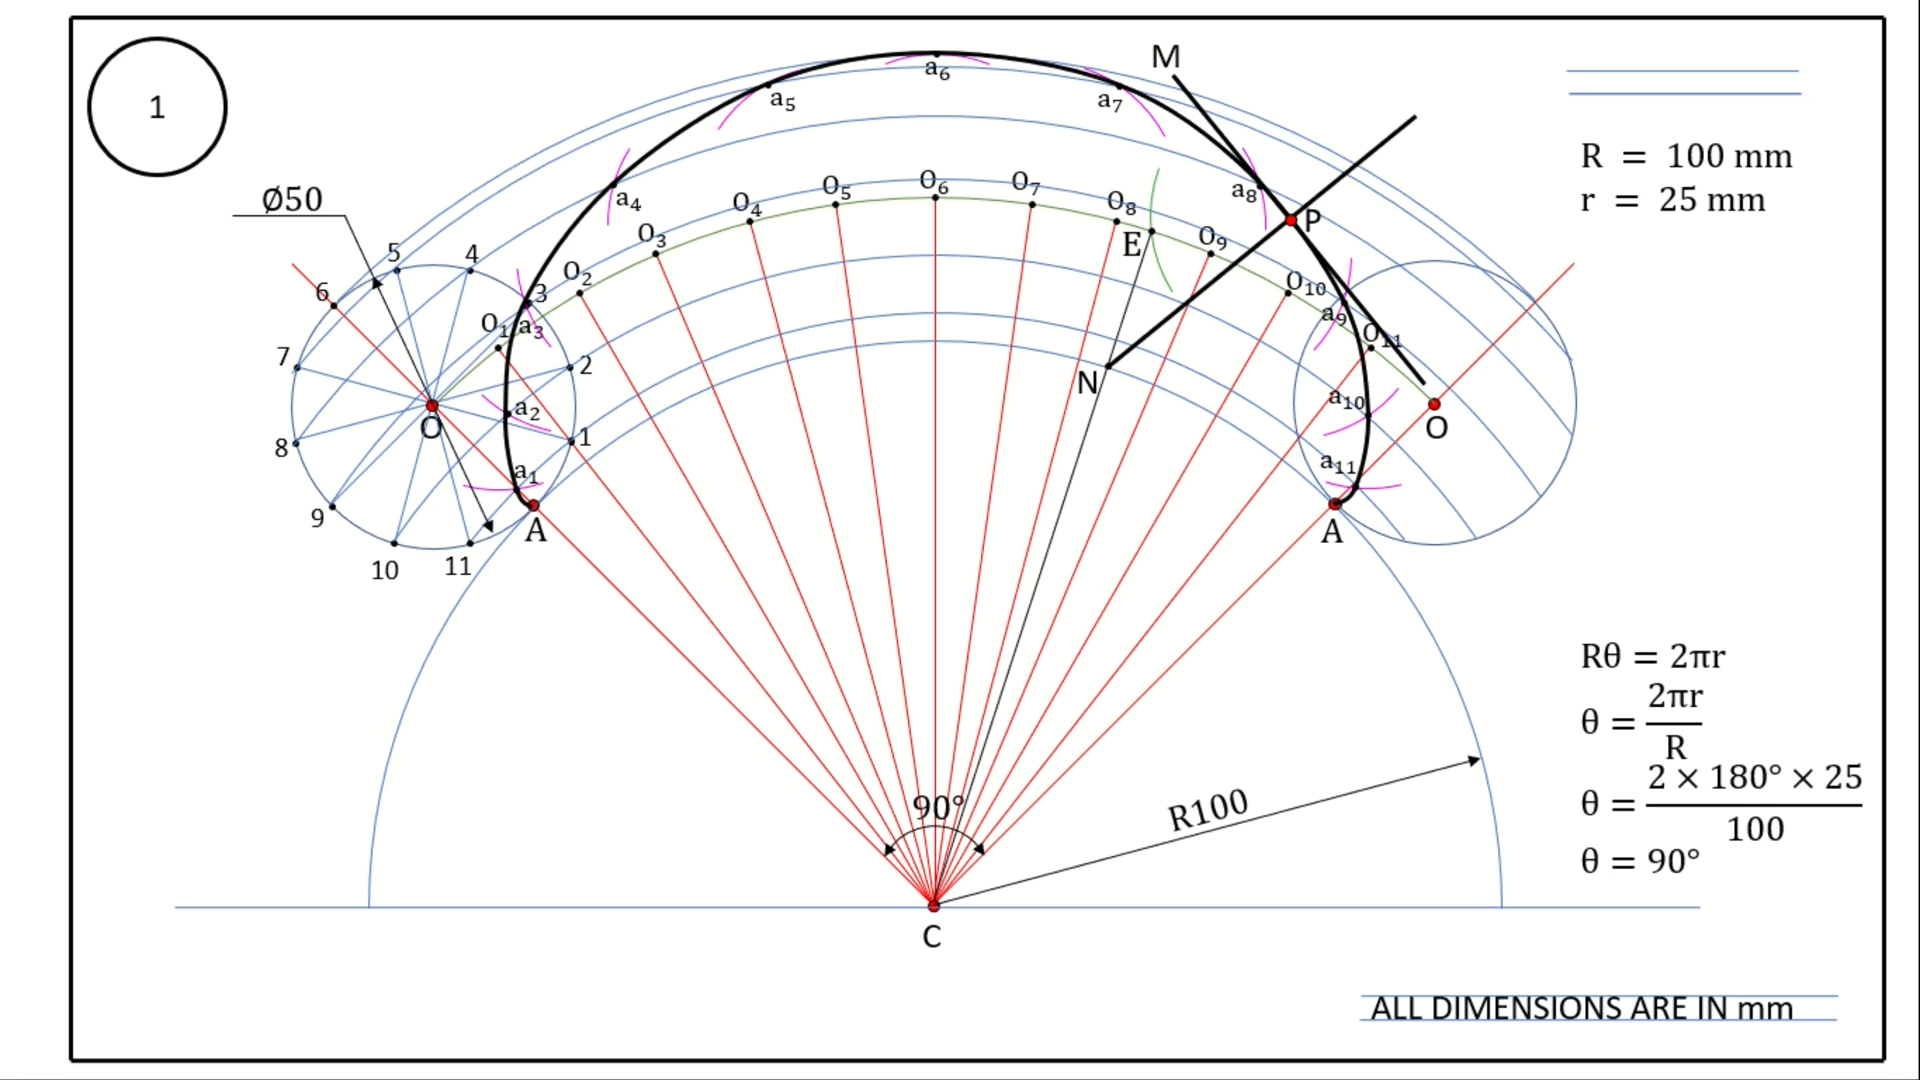 1
M
a₆
a₅
a₇
R = 100 mm
r = 25 mm
Ø50
a₄
a₈
P
O₆
O₅
O₇
O₄
O₈
O₃
E
O₉
5
4
O₂
O₁₀
6
3
O₁
a₃
a₉
O₁₁
7
2
N
a₂
a₁₀
O
O
8
1
a₁
a₁₁
9
A
A
10
11
Rθ = 2πr
θ = 2πr
R
θ = 2 × 180° × 25
100
θ = 90°
90°
R100
C
ALL DIMENSIONS ARE IN mm